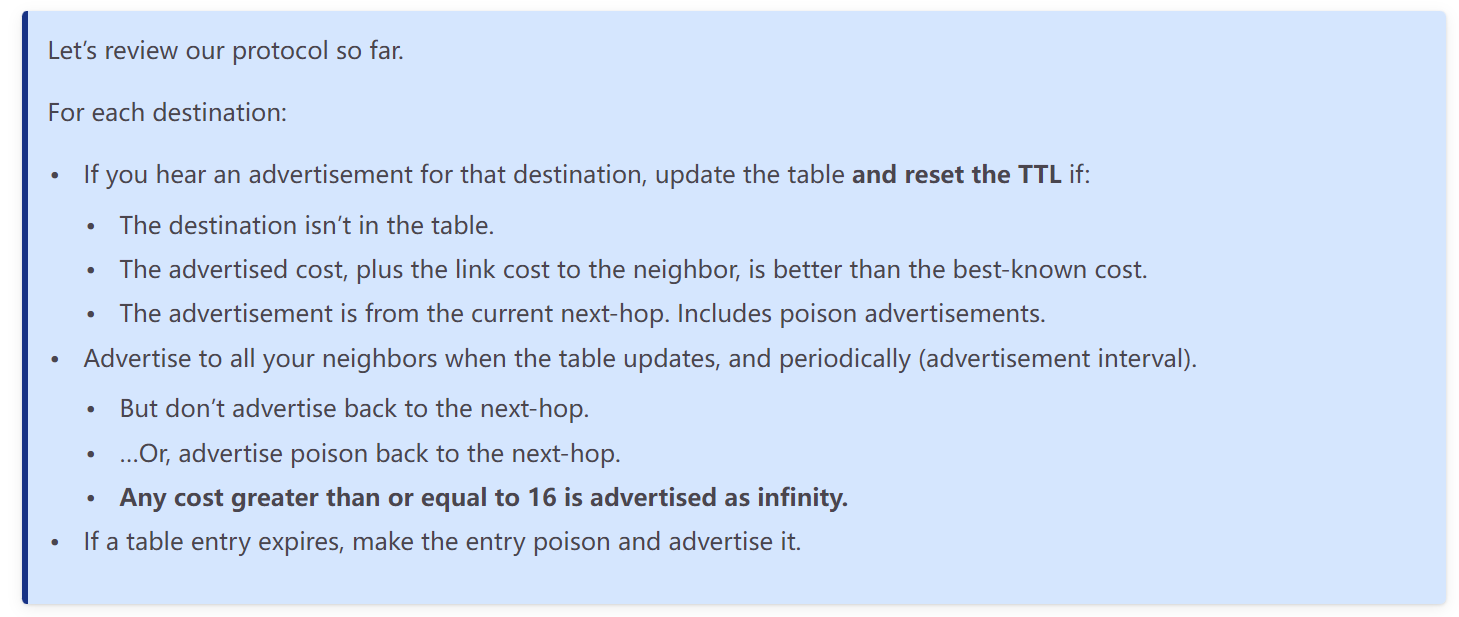 Let’s review our protocol so far.
For each destination:
• If you hear an advertisement for that destination, update the table and reset the TTL if:
• The destination isn’t in the table.
• The advertised cost, plus the link cost to the neighbor, is better than the best-known cost.
• The advertisement is from the current next-hop. Includes poison advertisements.
• Advertise to all your neighbors when the table updates, and periodically (advertisement interval).
• But don’t advertise back to the next-hop.
• …Or, advertise poison back to the next-hop.
• Any cost greater than or equal to 16 is advertised as infinity.
• If a table entry expires, make the entry poison and advertise it.